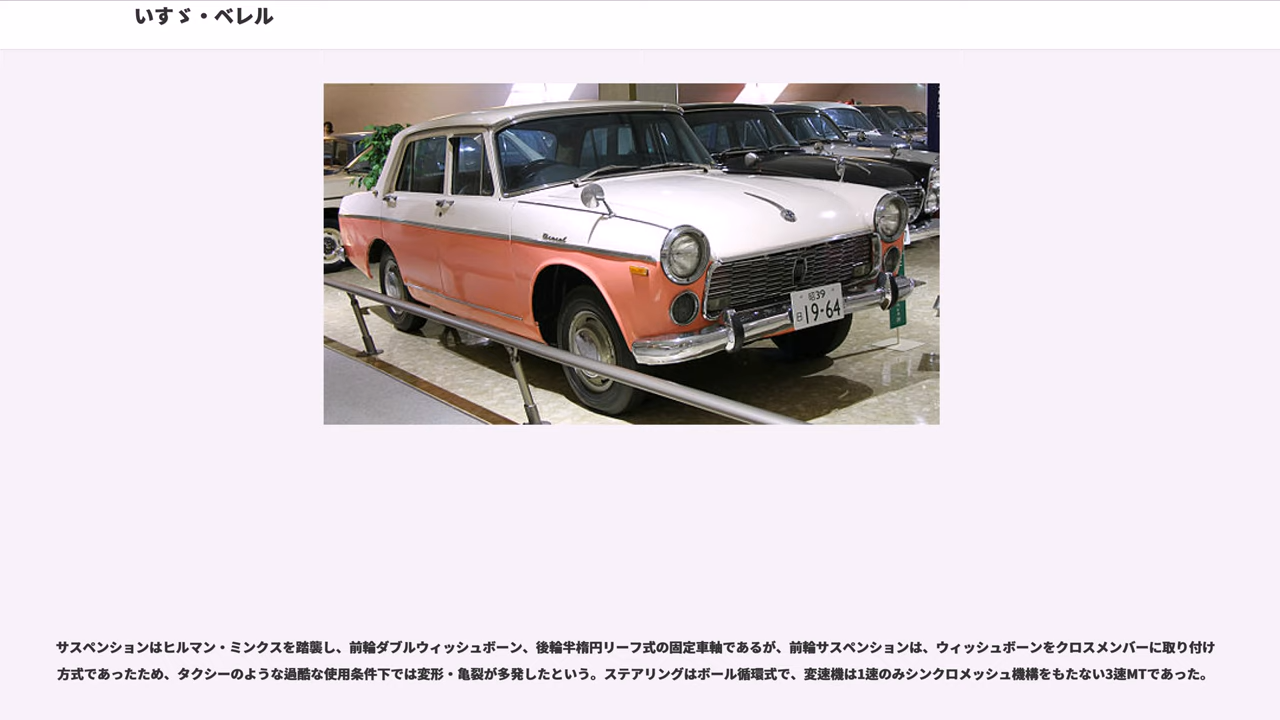 いすゞ・ベレル
Bellel
昭39
19-64
サスペンションはヒルマン・ミンクスを踏襲し、前輪ダブルウィッシュボーン、後輪半楕円リーフ式の固定車軸であるが、前輪サスペンションは、ウィッシュボーンをクロスメンバーに取り付け
方式であったため、タクシーのような過酷な使用条件下では変形・亀裂が多発したという。ステアリングはボール循環式で、変速機は1速のみシンクロメッシュ機構をもたない3速MTであった。